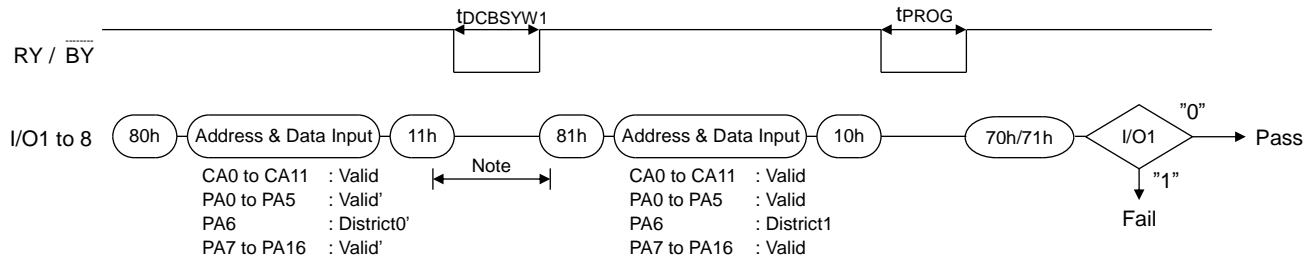 tDCBSYW1
tPROG
RY / BY
I/O1 to 8
80h
Address & Data Input
11h
81h
Address & Data Input
10h
70h/71h
I/O1
"0"
Pass
"1"
Fail
Note
CA0 to CA11 : Valid
PA0 to PA5 : Valid’
PA6 : District0’
PA7 to PA16 : Valid’
CA0 to CA11 : Valid
PA0 to PA5 : Valid
PA6 : District1
PA7 to PA16 : Valid